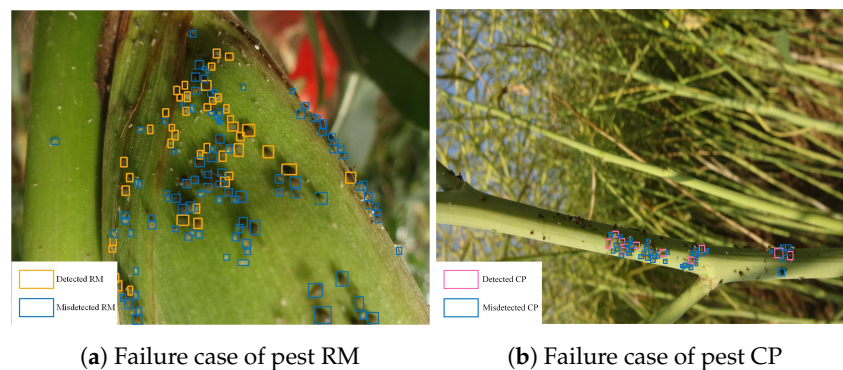 Detected RM
Misdetected RM
Detected CP
Misdetected CP
(a) Failure case of pest RM
(b) Failure case of pest CP